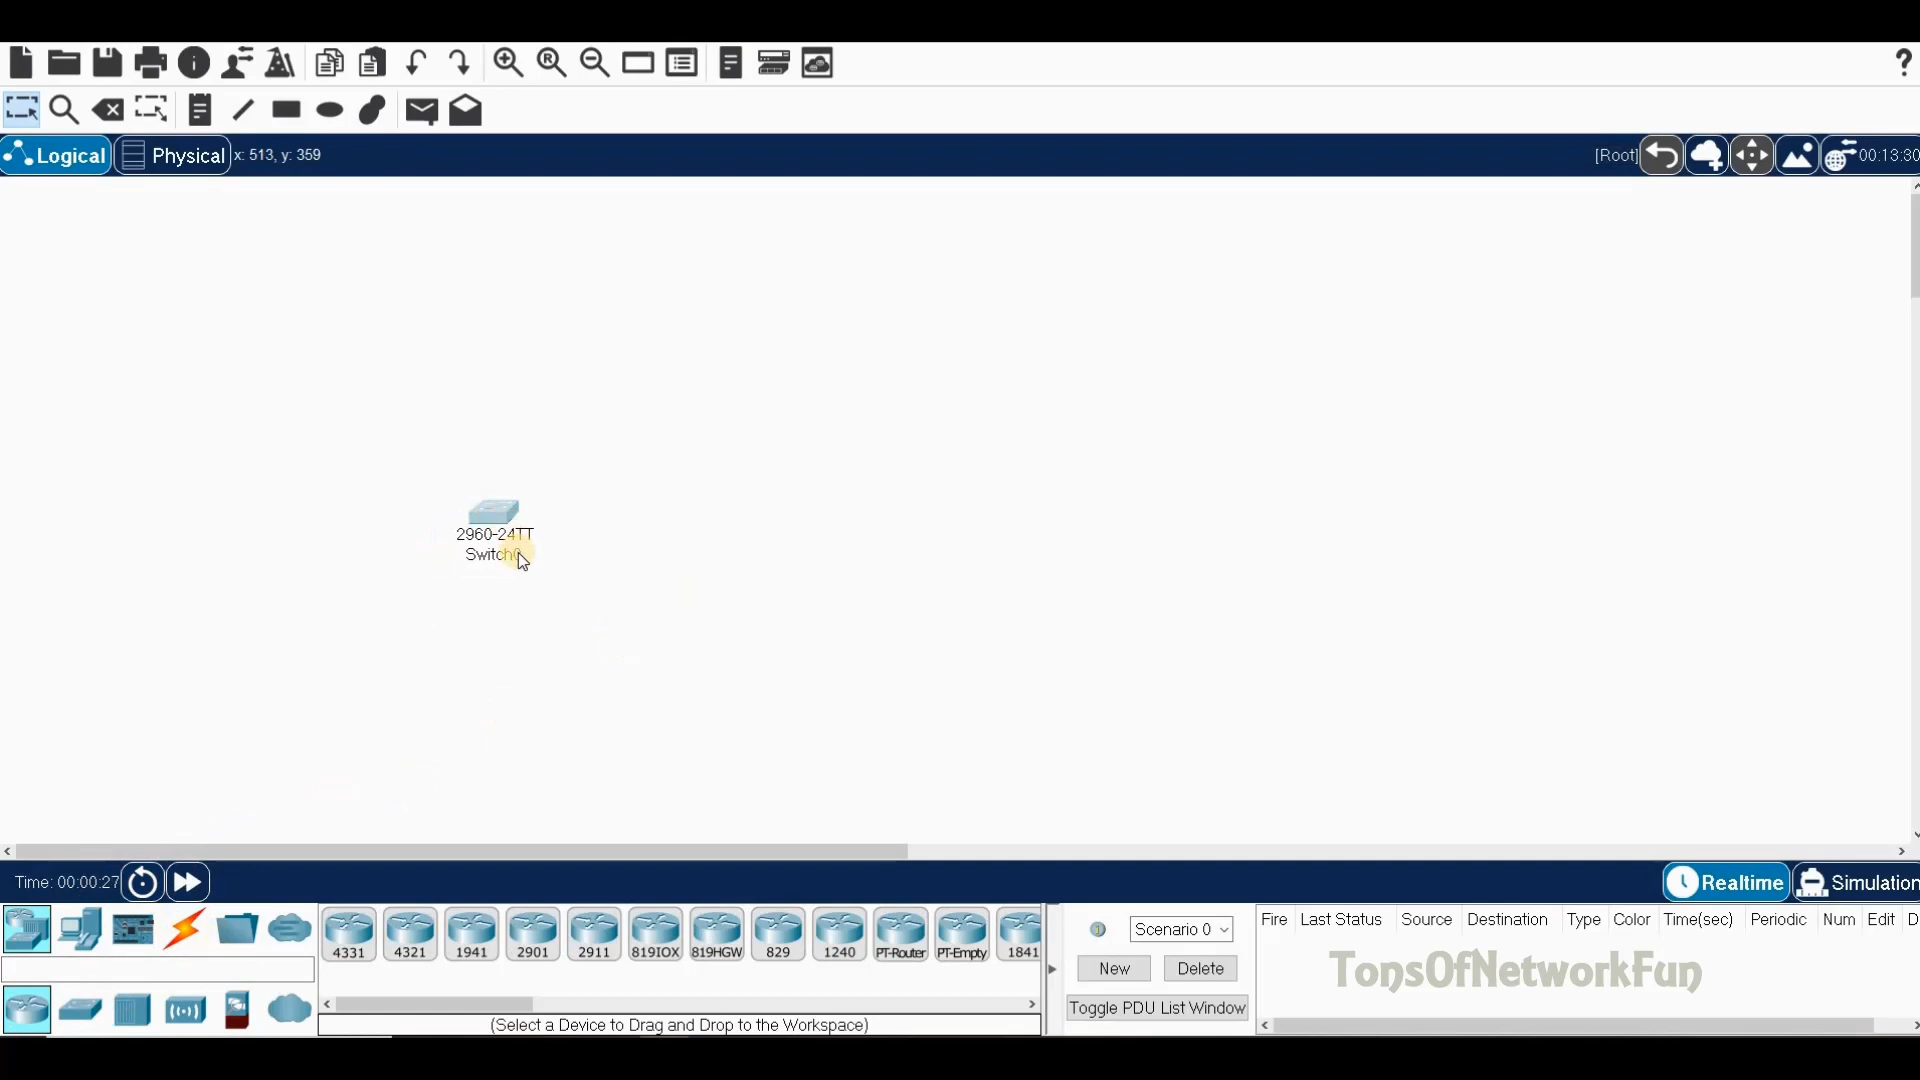 Logical
Physical
x: 513, y: 359
[Root]
00:13:30
2960-24TT
Switch0
Time: 00:00:27
Realtime
Simulation
4331
4321
1941
2901
2911
819IOX
819HGW
829
1240
PT-Router
PT-Empty
1841
(Select a Device to Drag and Drop to the Workspace)
Scenario 0
New
Delete
Toggle PDU List Window
Fire Last Status Source Destination Type Color Time(sec) Periodic Num Edit D
TonsOfNetworkFun